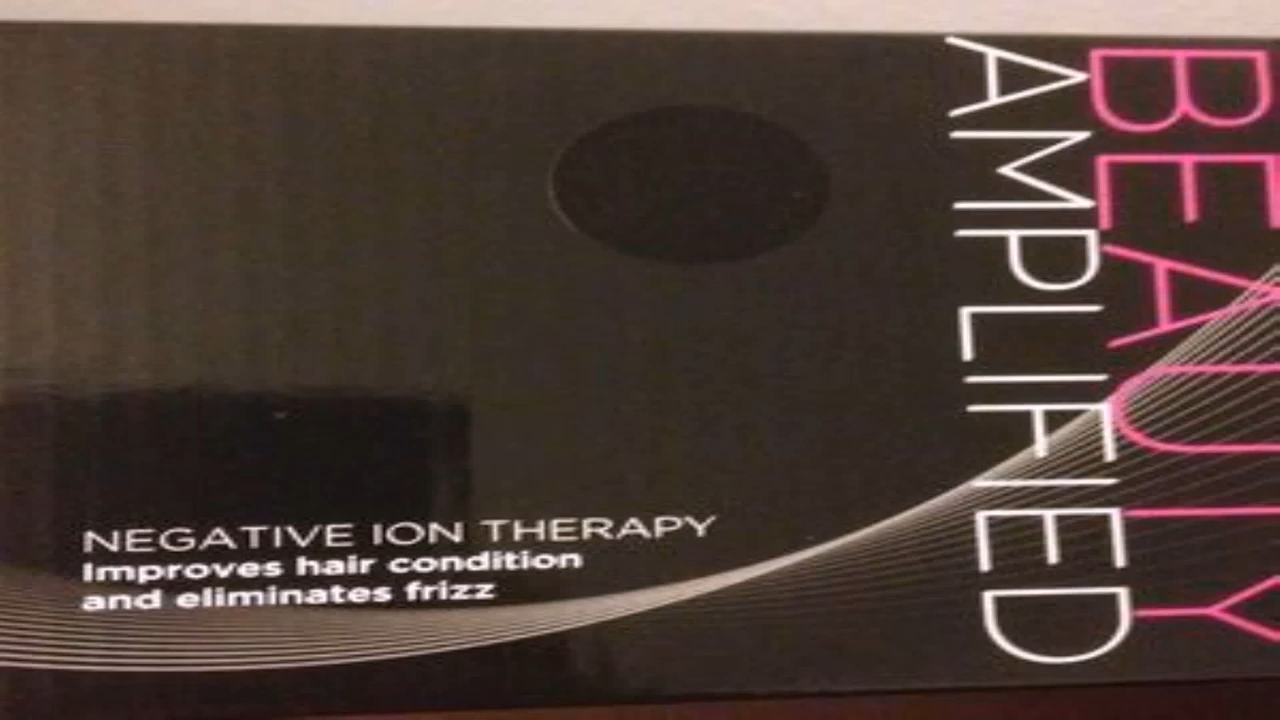 BEAUTY
AMPLIFIED
NEGATIVE ION THERAPY
Improves hair condition
and eliminates frizz